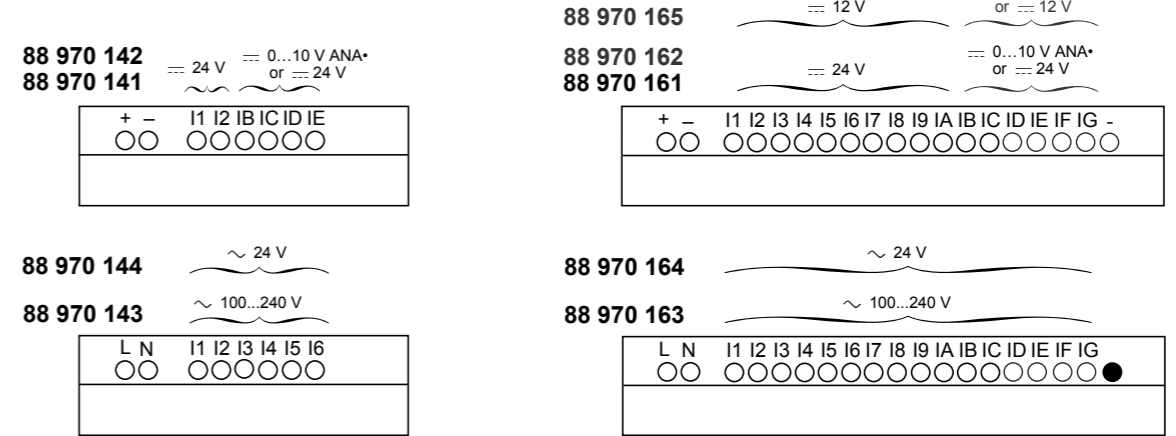 88 970 142
88 970 141
⎓ 24 V
⎓ 0...10 V ANA•
or ⎓ 24 V
+ – I1 I2 IB IC ID IE
88 970 165
⎓ 12 V
or ⎓ 12 V
88 970 162
88 970 161
⎓ 24 V
⎓ 0...10 V ANA•
or ⎓ 24 V
+ – I1 I2 I3 I4 I5 I6 I7 I8 I9 IA IB IC ID IE IF IG -
88 970 144
∼ 24 V
88 970 143
∼ 100...240 V
L N I1 I2 I3 I4 I5 I6
88 970 164
∼ 24 V
88 970 163
∼ 100...240 V
L N I1 I2 I3 I4 I5 I6 I7 I8 I9 IA IB IC ID IE IF IG